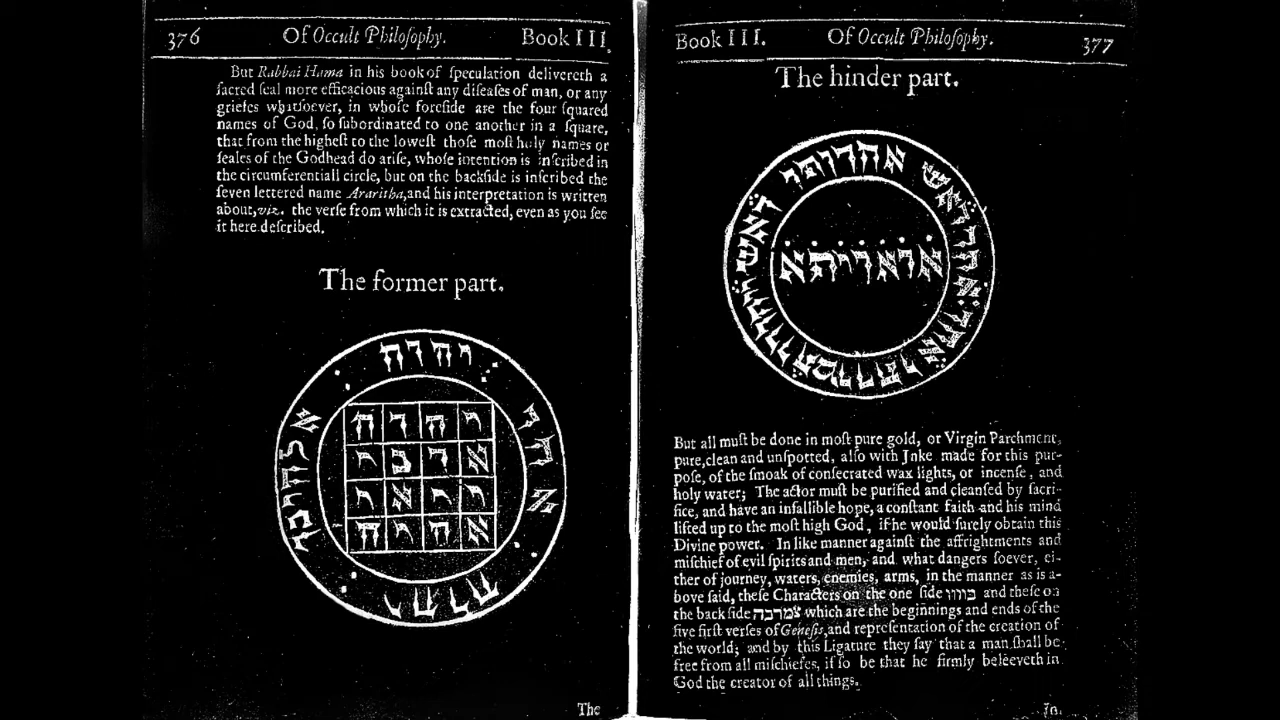 376 Of Occult Philoſophy. Book III.
But Rabbai Hama in his book of ſpeculation delivereth a
ſacred ſeal more efficacious againſt any diſeaſes of man, or any
griefes whatſoever, in whoſe foreſide are the four ſquared
names of God, ſo ſubordinated to one another in a ſquare,
that from the higheſt to the loweſt thoſe moſt holy names or
ſeales of the Godhead do ariſe, whoſe intention is inſcribed in
the circumferentiall circle, but on the backſide is inſcribed the
ſeven lettered name Araritha, and his interpretation is written
about, viz. the verſe from which it is extracted, even as you ſee
it here deſcribed.
The former part.
יהוה
אלהינו
י ה ו ה
א ד נ י
י י א י
א ה י ה
יהוה
The
Book III. Of Occult Philoſophy. 377
The hinder part.
אחדותו
ראש
אחד
ראש
אראריתא
But all muſt be done in moſt pure gold, or Virgin Parchment,
pure, clean and unſpotted, alſo with Inke made for this pur-
poſe, of the ſmoak of conſecrated wax lights, or incenſe, and
holy water; The actor muſt be purified and cleanſed by ſacri-
fice, and have an infallible hope, a conſtant faith and his mind
lifted up to the moſt high God, if he would ſurely obtain this
Divine power. In like manner againſt the affrightments and
miſchief of evil ſpirits and men, and what dangers ſoever, ei-
ther of journey, waters, enemies, arms, in the manner as is a-
bove ſaid, theſe Characters on the one ſide בוווו and theſe on
the back ſide צמרבה which are the beginnings and ends of the
five firſt verſes of Geneſis, and repreſentation of the creation of
the world; and by this Ligature they ſay that a man ſhall be
free from all miſchiefes, if ſo be that he firmly beleeveth in
God the creator of all things.
In